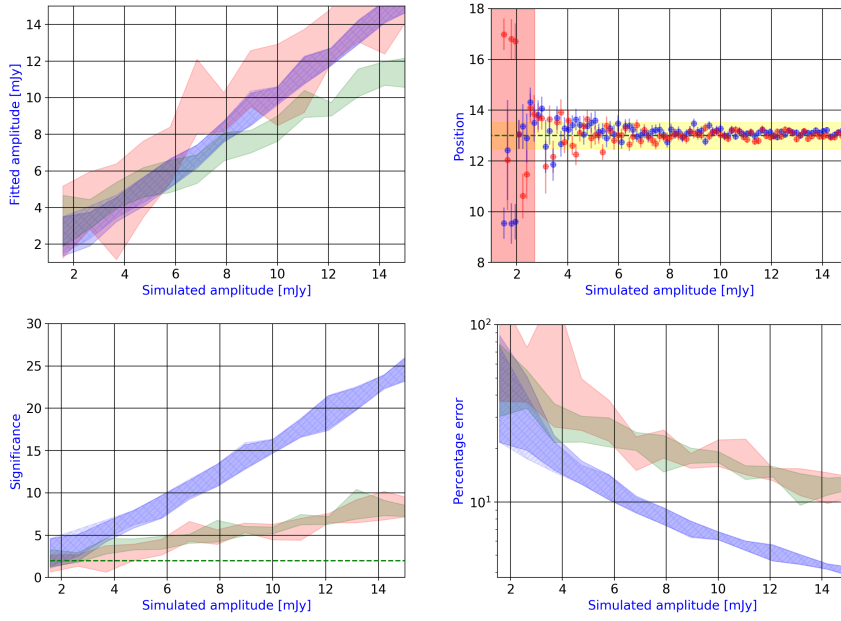 14
12
10
8
6
4
2
Fitted amplitude [mJy]
2 4 6 8 10 12 14
Simulated amplitude [mJy]
18
16
14
12
10
8
Position
2 4 6 8 10 12 14
Simulated amplitude [mJy]
30
25
20
15
10
5
0
Significance
2 4 6 8 10 12 14
Simulated amplitude [mJy]
10²
10¹
Percentage error
2 4 6 8 10 12 14
Simulated amplitude [mJy]